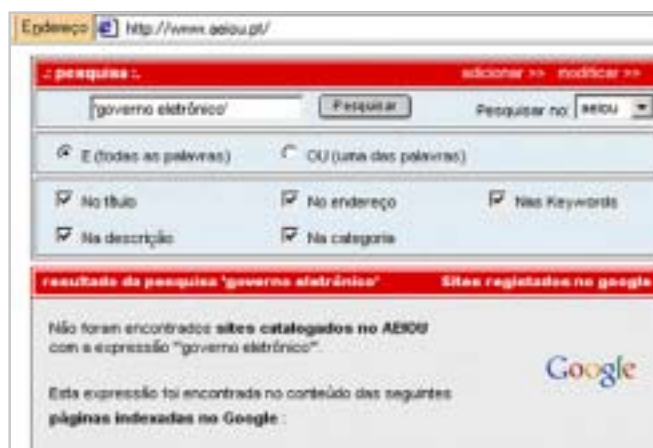 Endereço http://www.aeiou.pt/
.: pesquisa :. adicionar >> modificar >>
'governo eletrônico' Pesquisar Pesquisar no: aeiou
E (todas as palavras) OU (uma das palavras)
No título No endereço Nas Keywords
Na descrição Na categoria
resultado da pesquisa 'governo eletrônico' Sites registados no google
Não foram encontrados sites catalogados no AEIOU
com a expressão "'governo eletrônico'".
Google
Esta expressão foi encontrada no conteúdo das seguintes
páginas indexadas no Google :